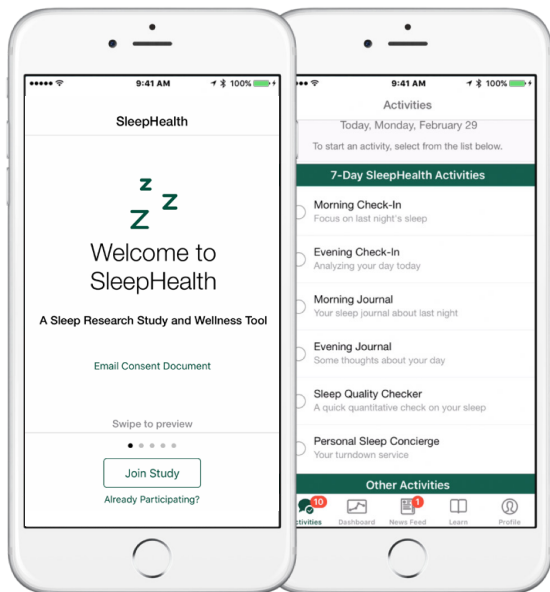 9:41 AM
100%
SleepHealth
z
z
z
Welcome to
SleepHealth
A Sleep Research Study and Wellness Tool
Email Consent Document
Swipe to preview
Join Study
Already Participating?
9:41 AM
100%
Activities
Today, Monday, February 29
To start an activity, select from the list below.
7-Day SleepHealth Activities
Morning Check-In
Focus on last night's sleep
Evening Check-In
Analyzing your day today
Morning Journal
Your sleep journal about last night
Evening Journal
Some thoughts about your day
Sleep Quality Checker
A quick quantitative check on your sleep
Personal Sleep Concierge
Your turndown service
Other Activities
10
1
ctivities
Dashboard
News Feed
Learn
Profile